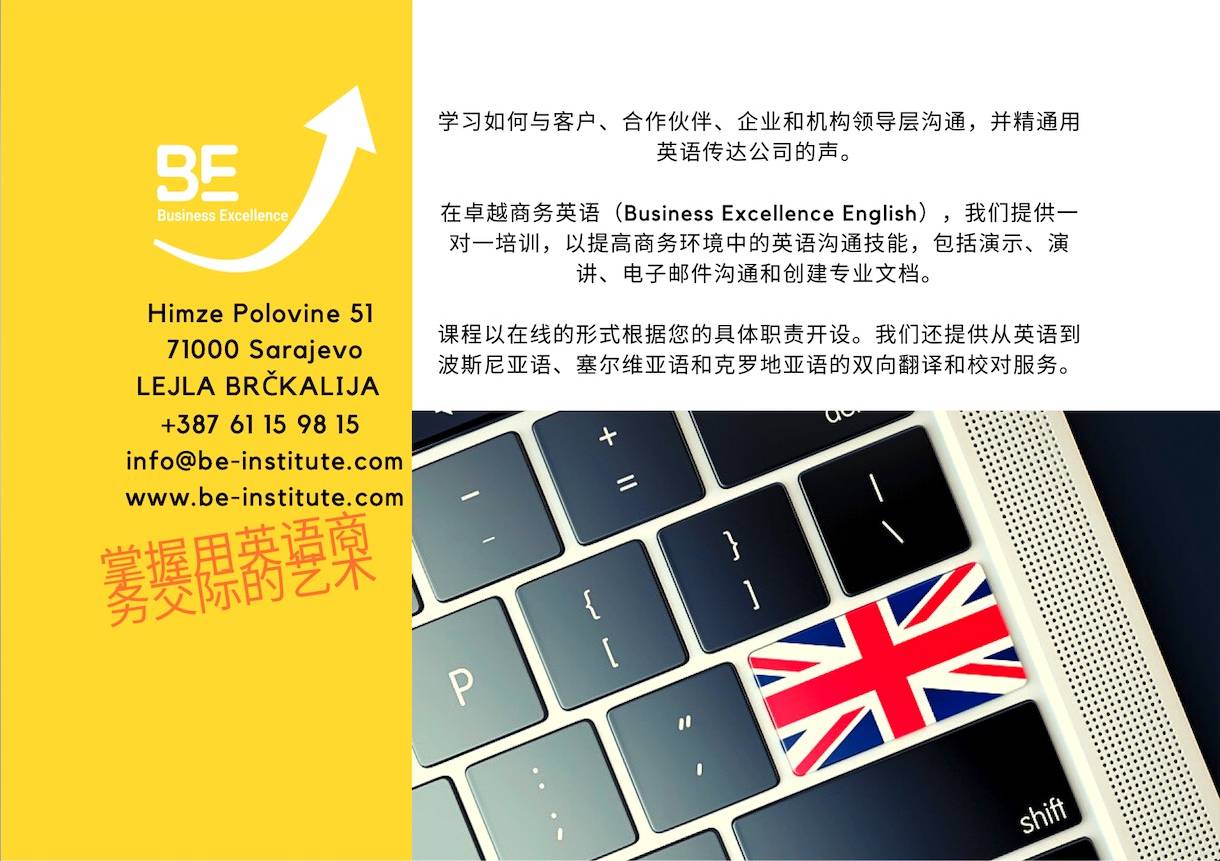 BE
Business Excellence
Himze Polovine 51
71000 Sarajevo
LEJLA BRČKALIJA
+387 61 15 98 15
info@be-institute.com
www.be-institute.com
掌握用英语商
务交际的艺术
学习如何与客户、合作伙伴、企业和机构领导层沟通，并精通用
英语传达公司的声。
在卓越商务英语（Business Excellence English），我们提供一
对一培训，以提高商务环境中的英语沟通技能，包括演示、演
讲、电子邮件沟通和创建专业文档。
课程以在线的形式根据您的具体职责开设。我们还提供从英语到
波斯尼亚语、塞尔维亚语和克罗地亚语的双向翻译和校对服务。
+
=
-
_
|
\
}
]
{
[
P
"
'
:
;
shift